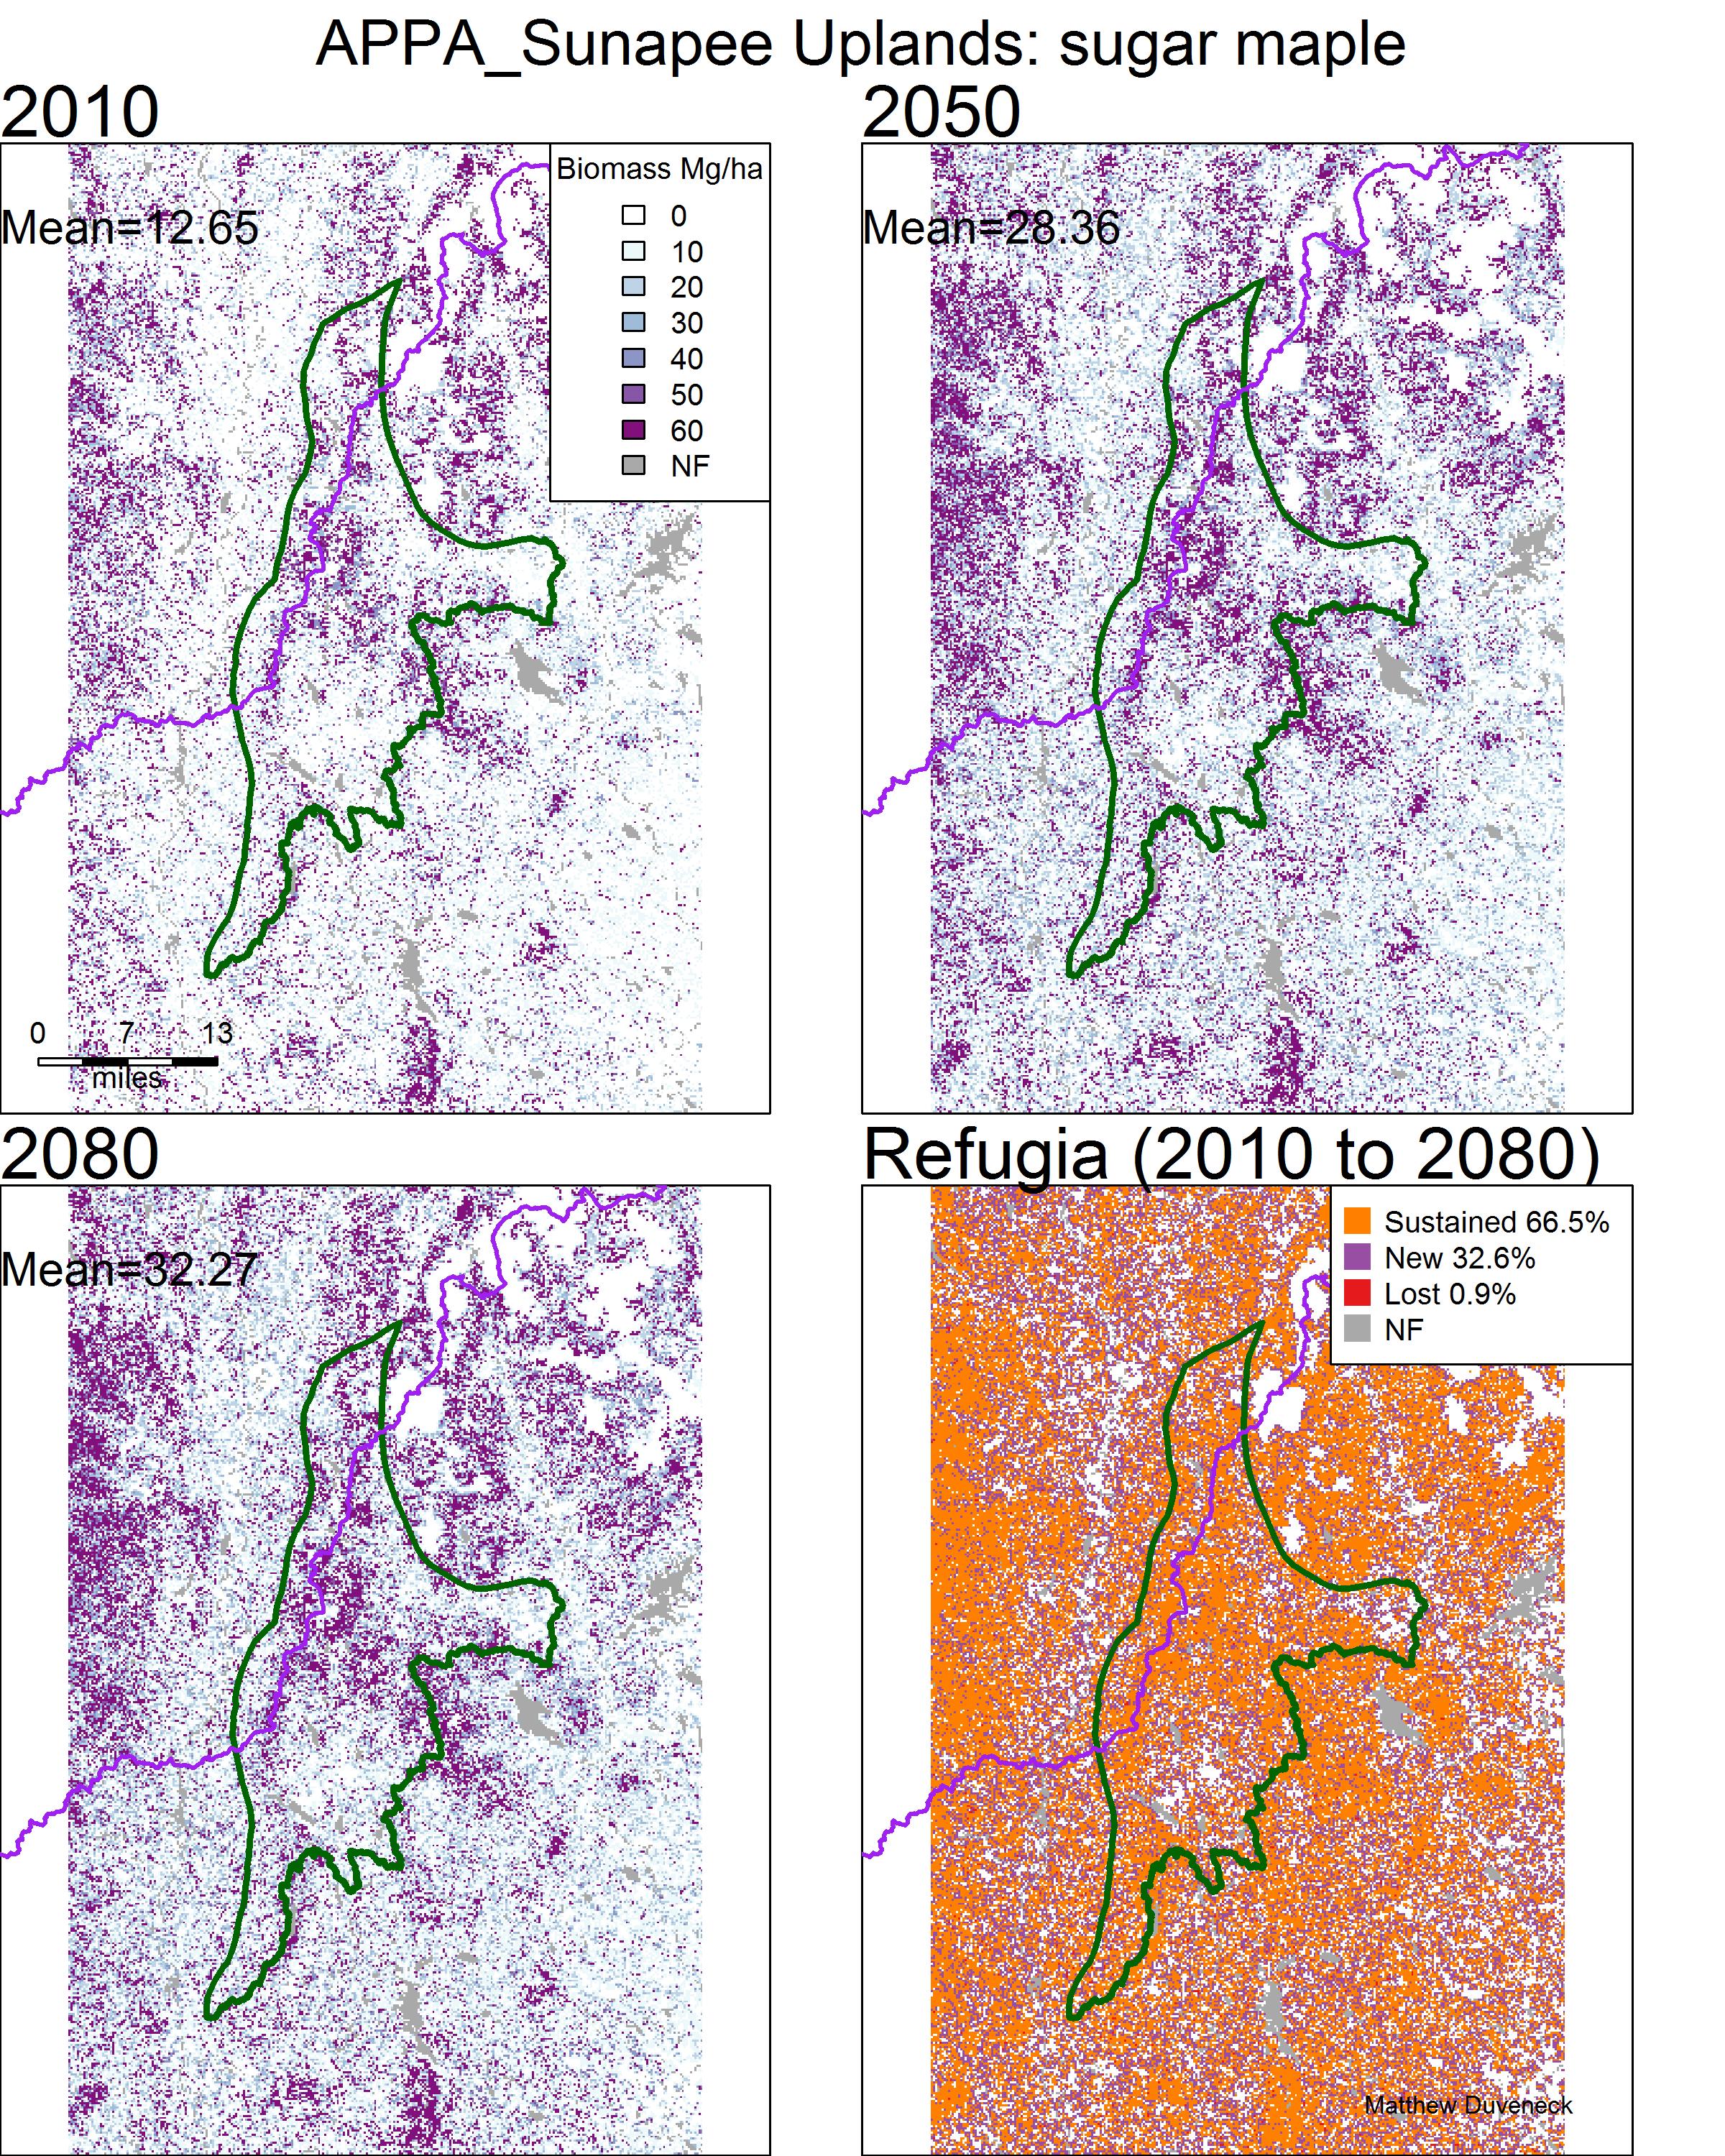 APPA_Sunapee Uplands: sugar maple
2010
2050
Mean=12.65
Biomass Mg/ha
0
10
20
30
40
50
60
NF
Mean=28.36
0 7 13
miles
2080
Refugia (2010 to 2080)
Mean=32.27
Sustained 66.5%
New 32.6%
Lost 0.9%
NF
Matthew Duveneck